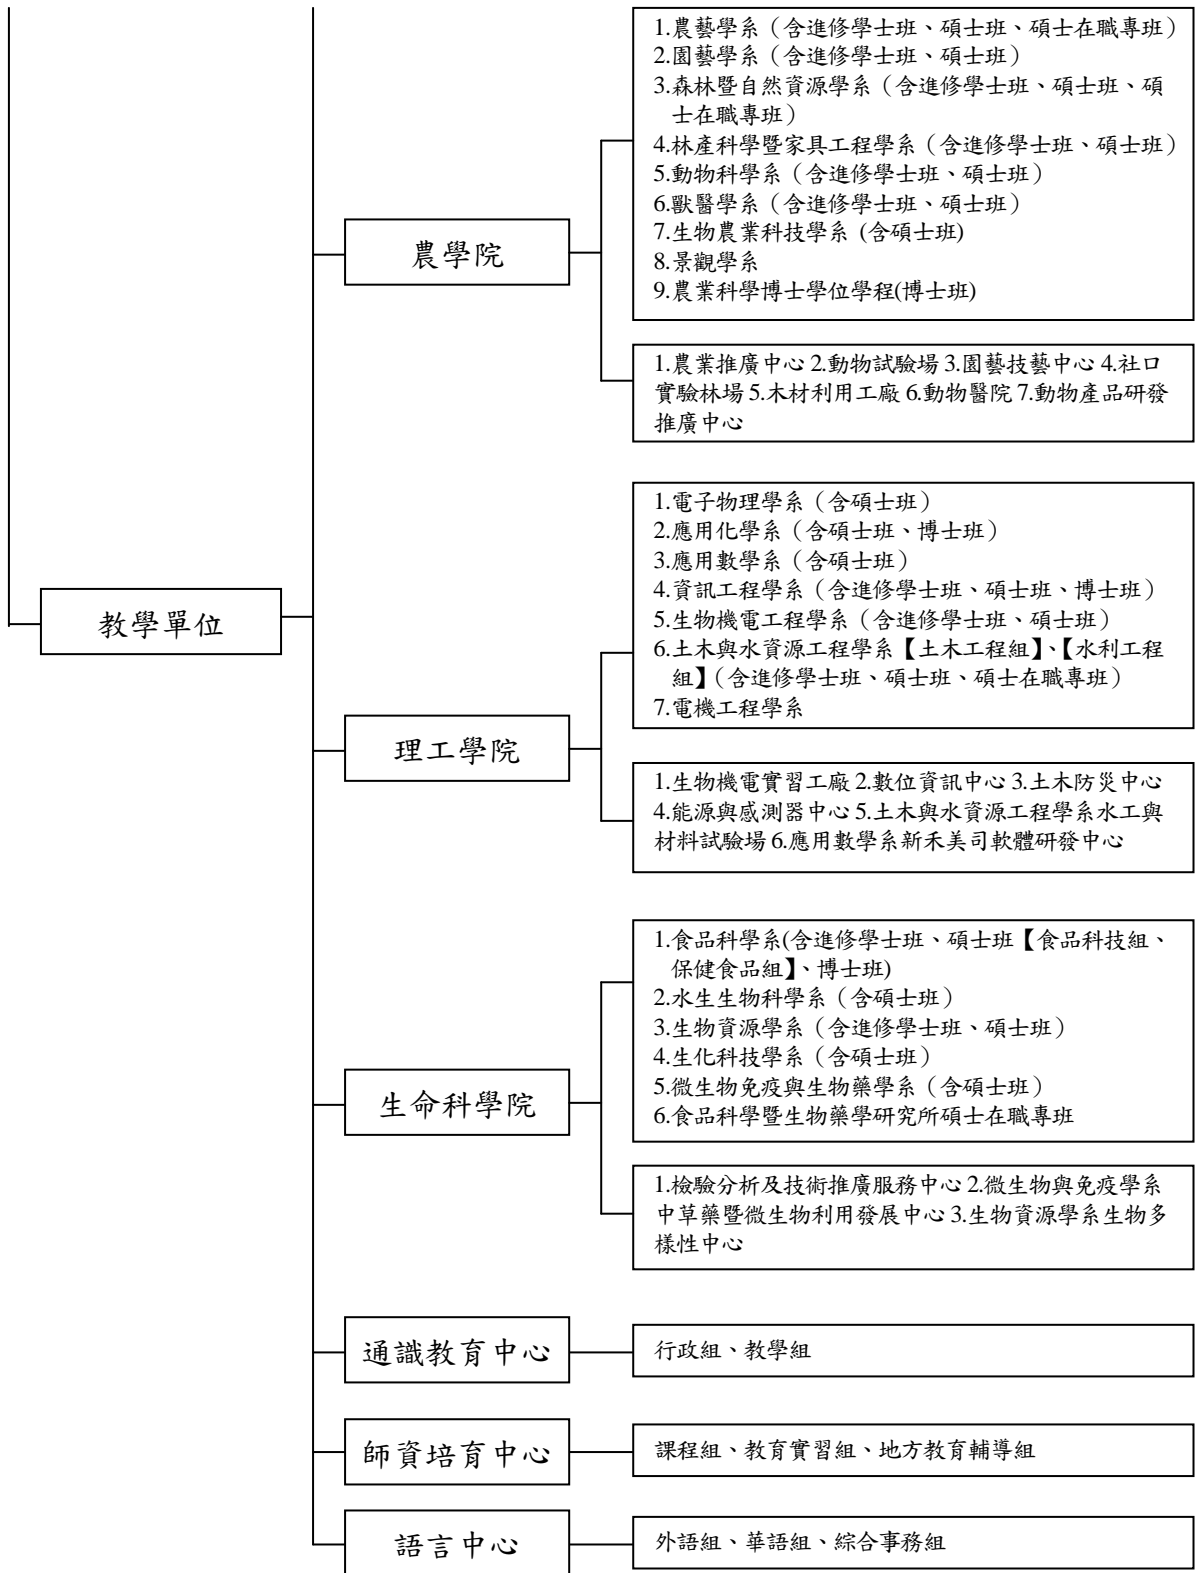 1.農藝學系（含進修學士班、碩士班、碩士在職專班）
2.園藝學系（含進修學士班、碩士班）
3.森林暨自然資源學系（含進修學士班、碩士班、碩
士在職專班）
4.林產科學暨家具工程學系（含進修學士班、碩士班）
5.動物科學系（含進修學士班、碩士班）
6.獸醫學系（含進修學士班、碩士班）
7.生物農業科技學系 (含碩士班)
8.景觀學系
9.農業科學博士學位學程(博士班)
農學院
1.農業推廣中心 2.動物試驗場 3.園藝技藝中心 4.社口
實驗林場 5.木材利用工廠 6.動物醫院 7.動物產品研發
推廣中心
教學單位
1.電子物理學系（含碩士班）
2.應用化學系（含碩士班、博士班）
3.應用數學系（含碩士班）
4.資訊工程學系（含進修學士班、碩士班、博士班）
5.生物機電工程學系（含進修學士班、碩士班）
6.土木與水資源工程學系【土木工程組】、【水利工程
組】（含進修學士班、碩士班、碩士在職專班）
7.電機工程學系
理工學院
1.生物機電實習工廠 2.數位資訊中心 3.土木防災中心
4.能源與感測器中心 5.土木與水資源工程學系水工與
材料試驗場 6.應用數學系新禾美司軟體研發中心
1.食品科學系(含進修學士班、碩士班【食品科技組、
保健食品組】、博士班)
2.水生生物科學系（含碩士班）
3.生物資源學系（含進修學士班、碩士班）
4.生化科技學系（含碩士班）
5.微生物免疫與生物藥學系（含碩士班）
6.食品科學暨生物藥學研究所碩士在職專班
生命科學院
1.檢驗分析及技術推廣服務中心 2.微生物與免疫學系
中草藥暨微生物利用發展中心 3.生物資源學系生物多
樣性中心
通識教育中心
行政組、教學組
師資培育中心
課程組、教育實習組、地方教育輔導組
語言中心
外語組、華語組、綜合事務組